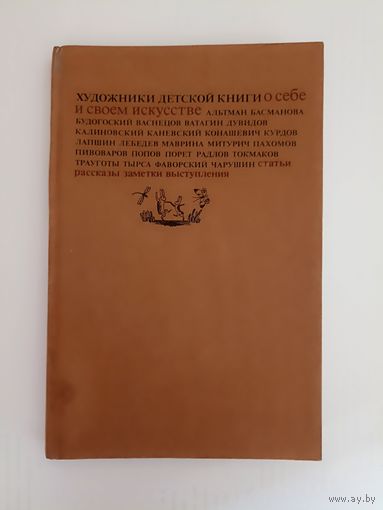 ХУДОЖНИКИ ДЕТСКОЙ КНИГИ о себе
и своем искусстве АЛЬТМАН БАСМАНОВА
БУДОГОСКИЙ ВАСНЕЦОВ ВАТАГИН ДУВИДОВ
КАЛИНОВСКИЙ КАНЕВСКИЙ КОНАШЕВИЧ КУРДОВ
ЛАПШИН ЛЕБЕДЕВ МАВРИНА МИТУРИЧ ПАХОМОВ
ПИВОВАРОВ ПОПОВ ПОРЕТ РАДЛОВ ТОКМАКОВ
ТРАУГОТЫ ТЫРСА ФАВОРСКИЙ ЧАРУШИН статьи
рассказы заметки выступления
© www.ay.by